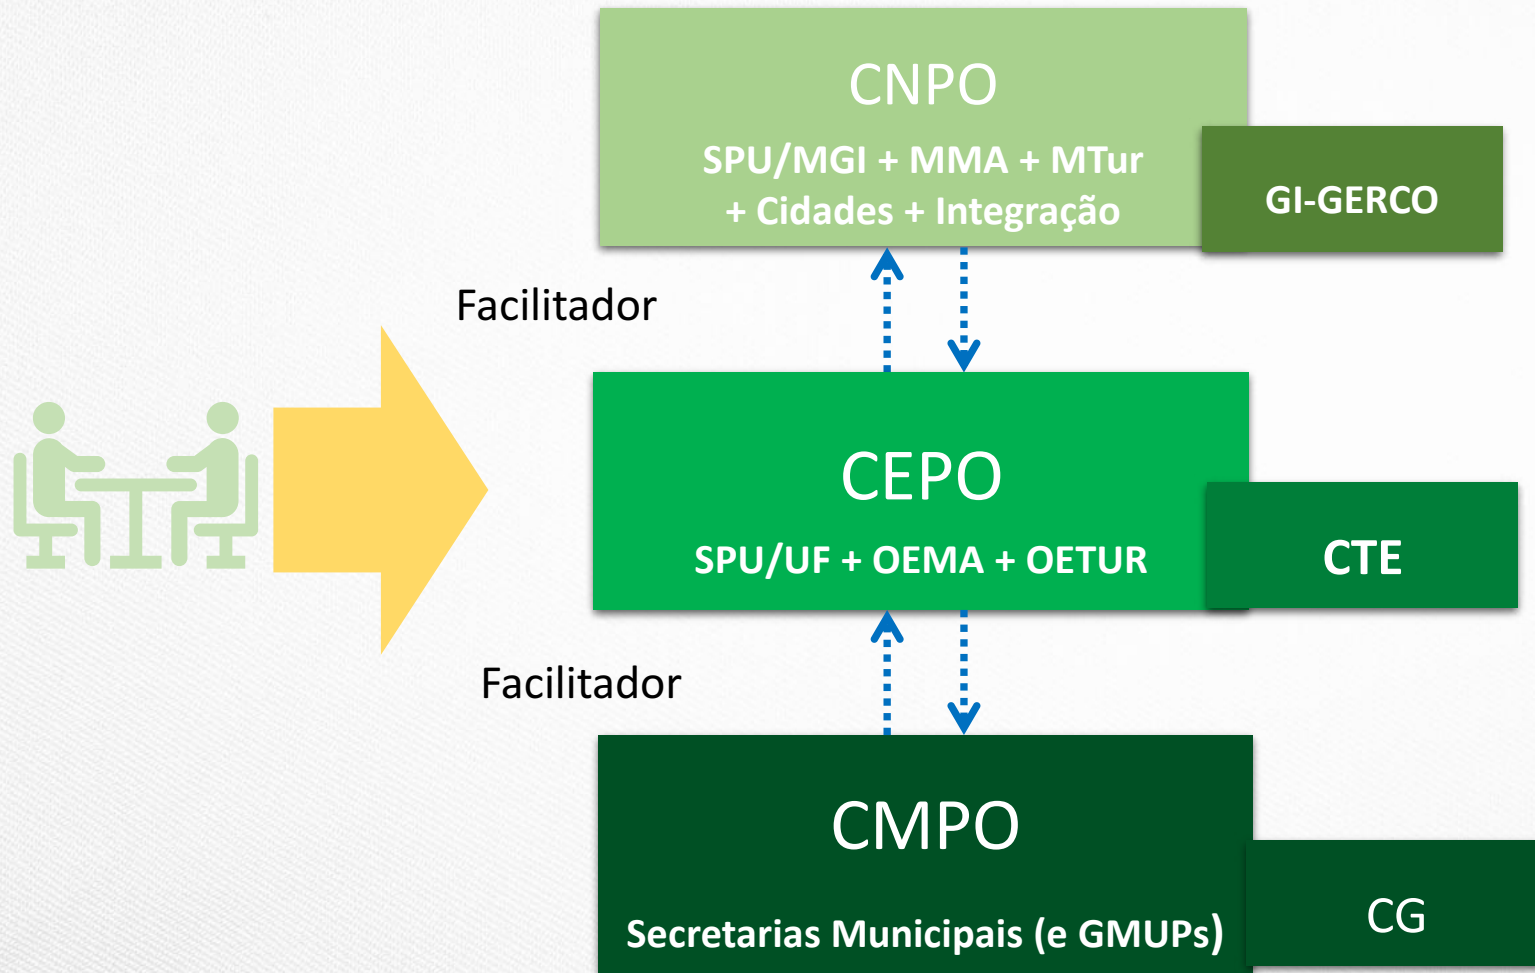 CNPO
SPU/MGI + MMA + MTur
+ Cidades + Integração
GI-GERCO
Facilitador
CEPO
SPU/UF + OEMA + OETUR
CTE
Facilitador
CMPO
Secretarias Municipais (e GMUPs)
CG